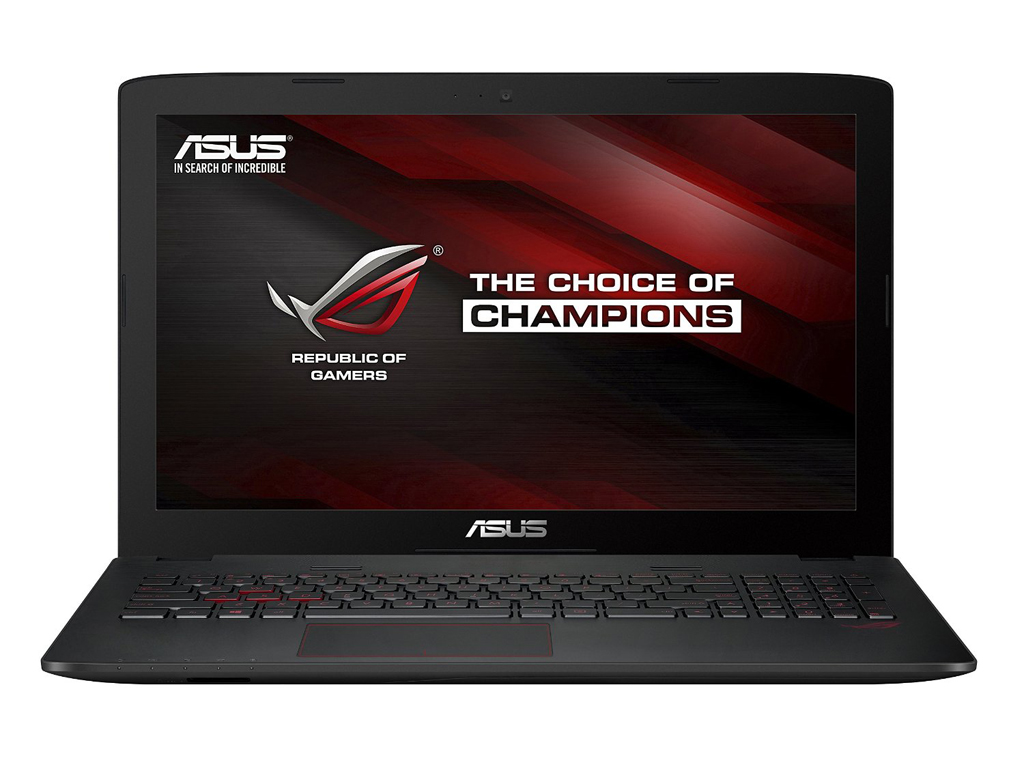 ASUS®
IN SEARCH OF INCREDIBLE
®
THE CHOICE OF
CHAMPIONS
REPUBLIC OF
GAMERS
ASUS